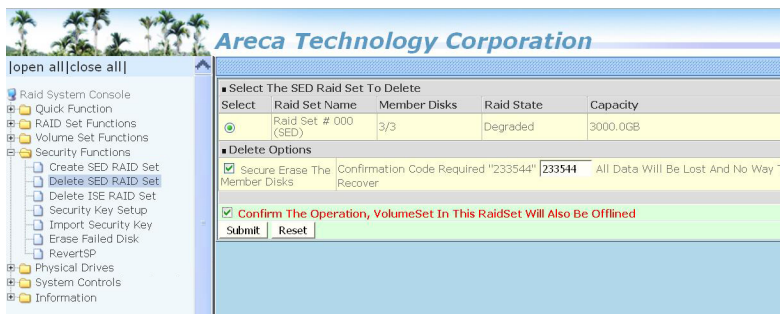 Areca Technology Corporation
|open all|close all|
Raid System Console
Quick Function
RAID Set Functions
Volume Set Functions
Security Functions
Create SED RAID Set
Delete SED RAID Set
Delete ISE RAID Set
Security Key Setup
Import Security Key
Erase Failed Disk
RevertSP
Physical Drives
System Controls
Information
Select The SED Raid Set To Delete
Select Raid Set Name Member Disks Raid State Capacity
Raid Set # 000 (SED) 3/3 Degraded 3000.0GB
Delete Options
Secure Erase The Member Disks
Confirmation Code Required "233544" 233544 All Data Will Be Lost And No Way
Recover
Confirm The Operation, VolumeSet In This RaidSet Will Also Be Offlined
Submit Reset